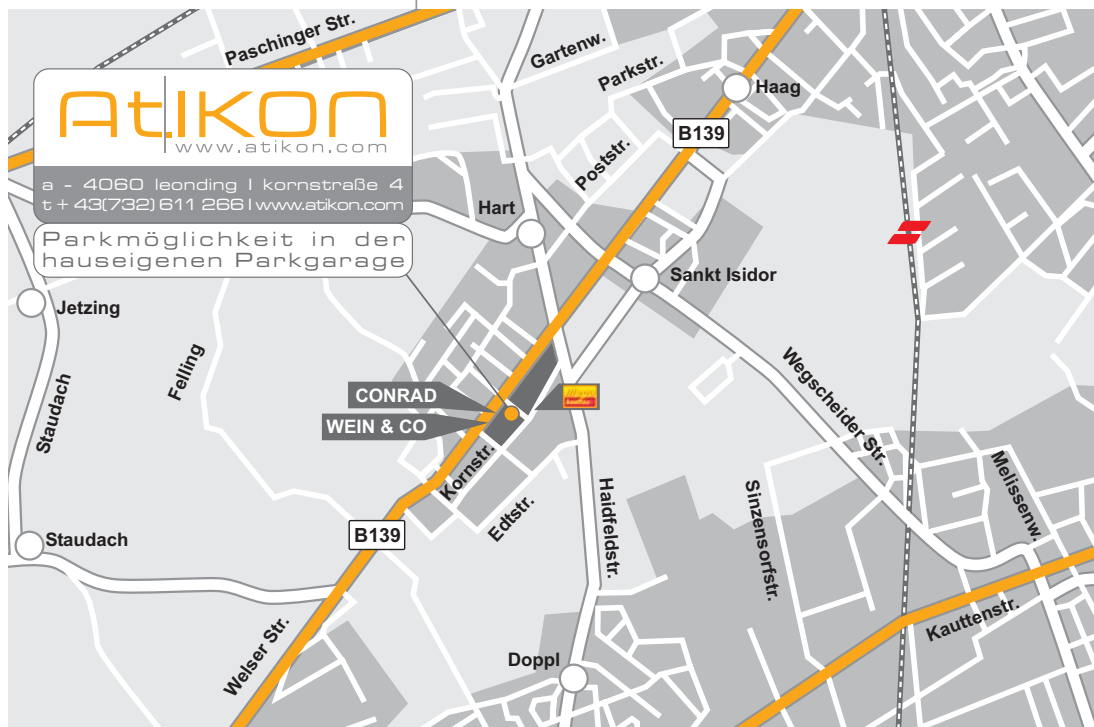 Paschinger Str.
Gartenw.
Parkstr.
Haag
AtIKON
www.atikon.com
B139
Poststr.
a - 4060 leonding I kornstraße 4
t + 43(732) 611 266 I www.atikon.com
Hart
Parkmöglichkeit in der
hauseigenen Parkgarage
Sankt Isidor
Jetzing
Felling
Staudach
CONRAD
WEIN & CO
Wegscheider Str.
Kornstr.
Edtstr.
Haidfeldstr.
Sinzensorfstr.
Melissenw.
B139
Staudach
Welser Str.
Kauttenstr.
Doppl